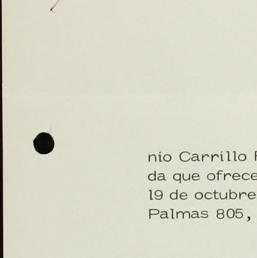 nio Carrillo
da que ofrece
19 de octubre
Palmas 805,